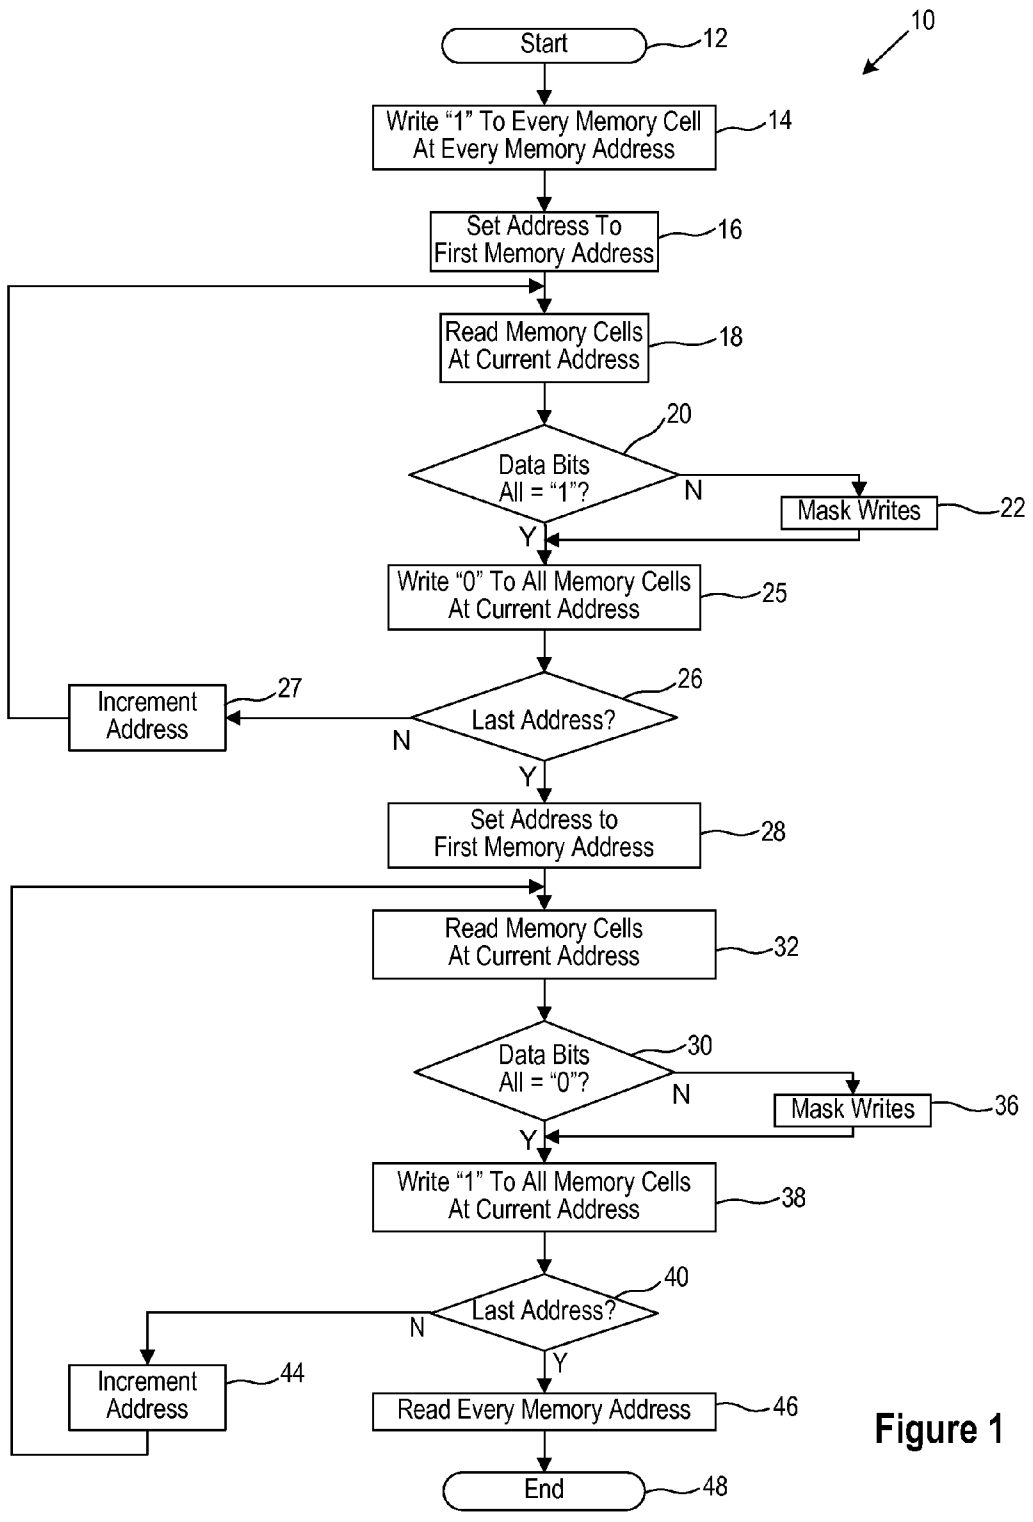 10
Start
12
Write “1” To Every Memory Cell
At Every Memory Address
14
Set Address To
First Memory Address
16
Read Memory Cells
At Current Address
18
20
Data Bits
All = “1”?
N
Mask Writes
22
Y
Write “0” To All Memory Cells
At Current Address
25
26
Last Address?
N
27
Increment
Address
Y
Set Address to
First Memory Address
28
Read Memory Cells
At Current Address
32
30
Data Bits
All = “0”?
N
Mask Writes
36
Y
Write “1” To All Memory Cells
At Current Address
38
40
Last Address?
N
Increment
Address
44
Y
Read Every Memory Address
46
End
48
Figure 1